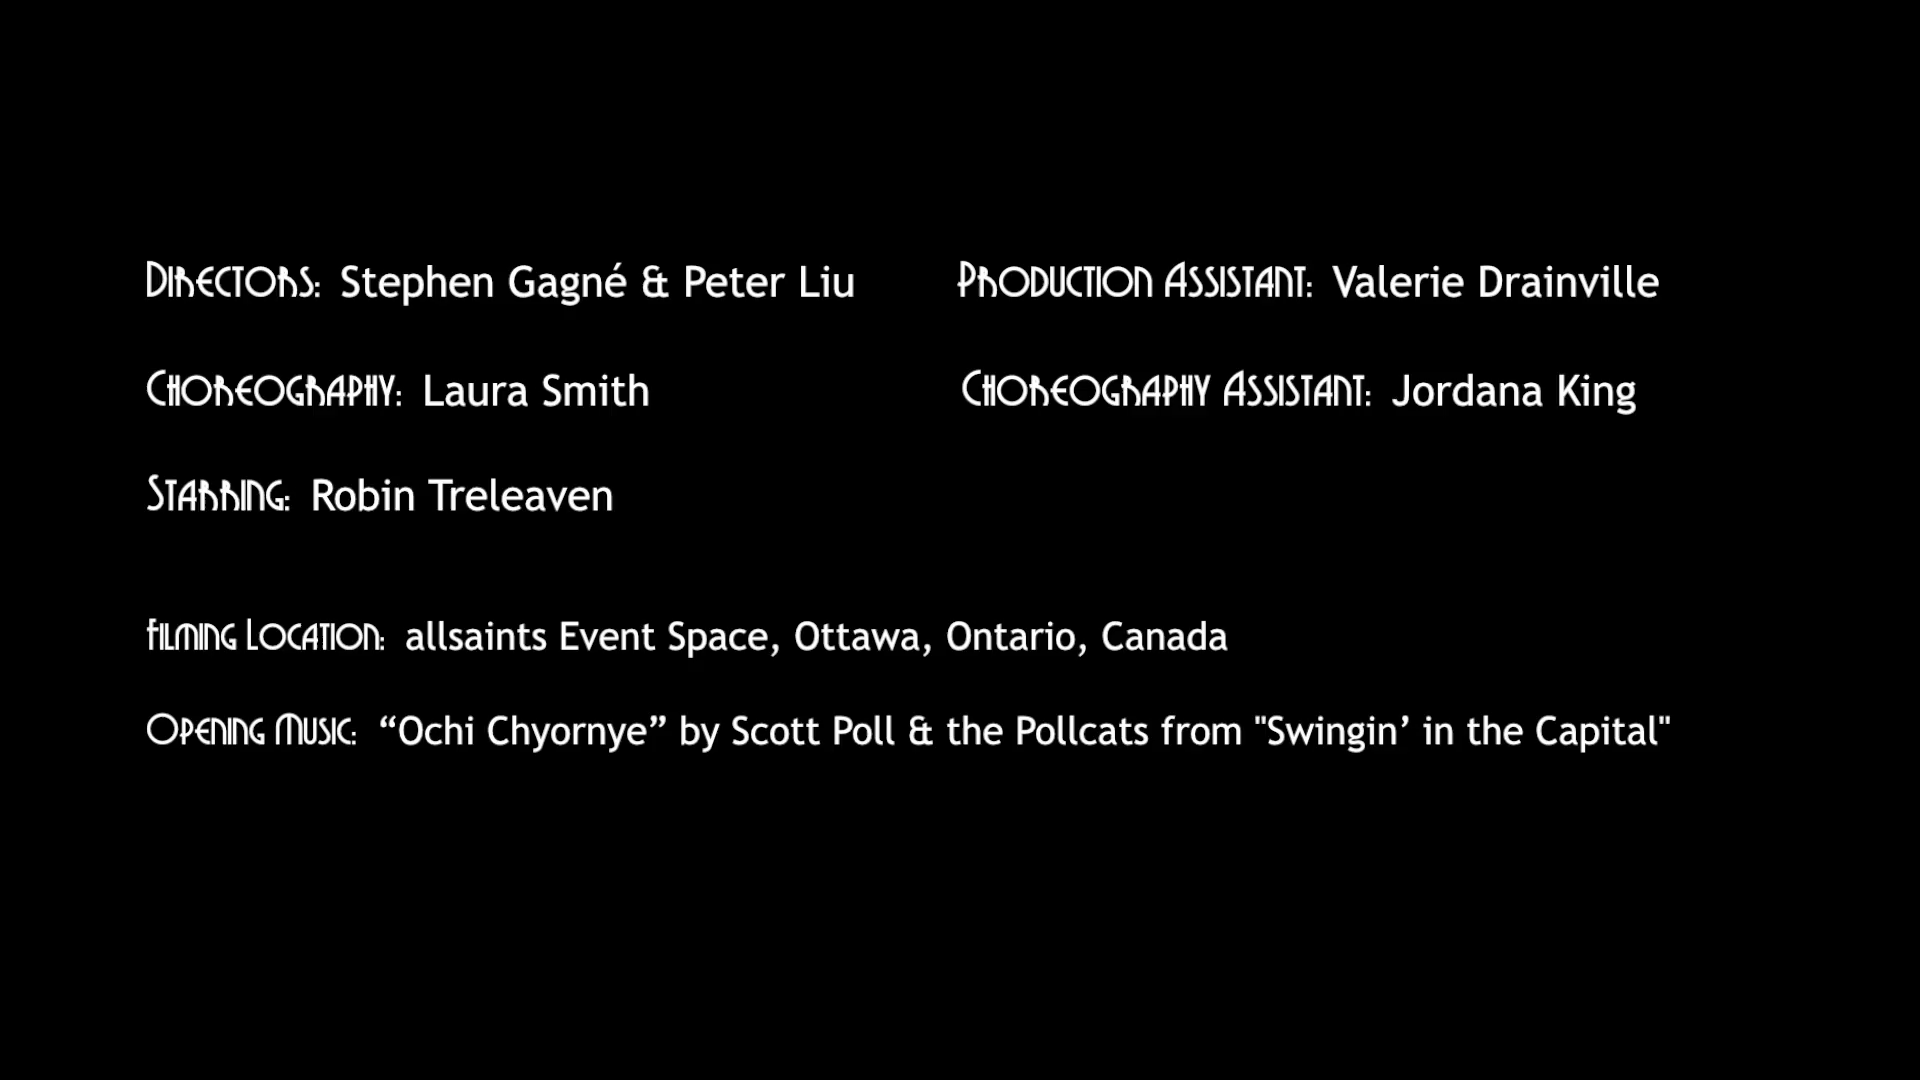 Directors: Stephen Gagné & Peter Liu
Production Assistant: Valerie Drainville
Choreography: Laura Smith
Choreography Assistant: Jordana King
Starring: Robin Treleaven
Filming Location: allsaints Event Space, Ottawa, Ontario, Canada
Opening Music: “Ochi Chyornye” by Scott Poll & the Pollcats from "Swingin’ in the Capital"